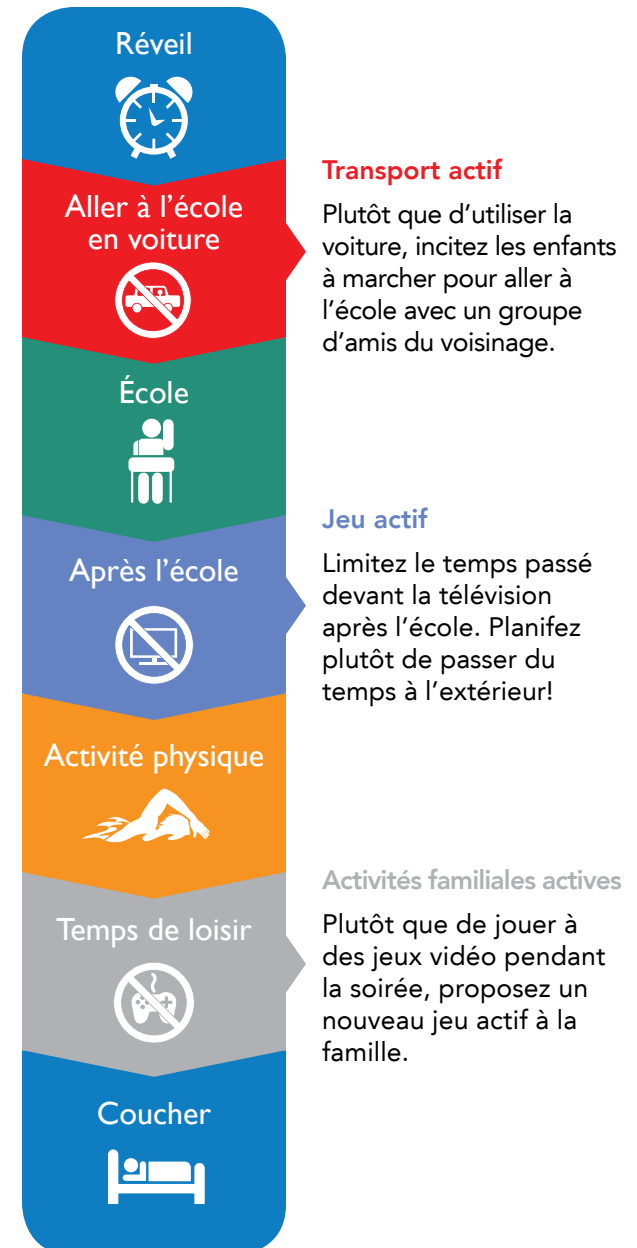 Réveil
Aller à l’école
en voiture
Transport actif
Plutôt que d’utiliser la
voiture, incitez les enfants
à marcher pour aller à
l’école avec un groupe
d’amis du voisinage.
École
Après l’école
Jeu actif
Limitez le temps passé
devant la télévision
après l’école. Planifez
plutôt de passer du
temps à l’extérieur!
Activité physique
Temps de loisir
Activités familiales actives
Plutôt que de jouer à
des jeux vidéo pendant
la soirée, proposez un
nouveau jeu actif à la
famille.
Coucher